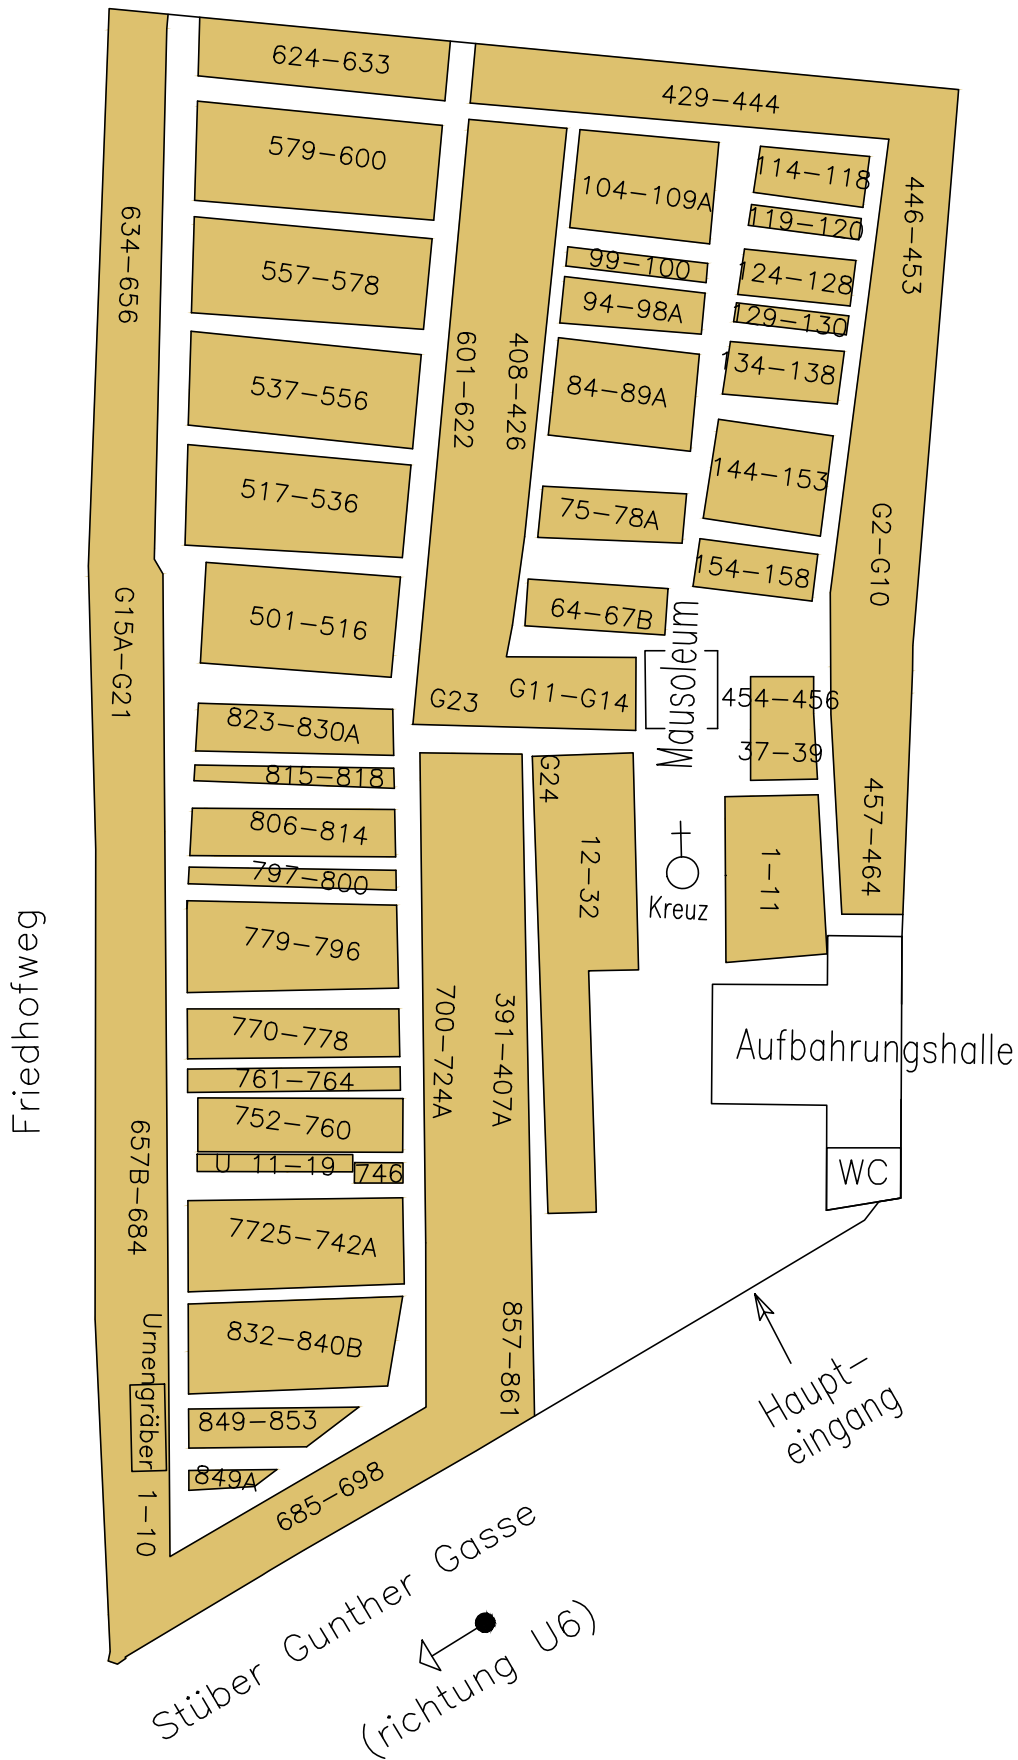 624-633
429-444
579-600
104-109A
114-118
119-120
446-453
634-656
557-578
99-100
124-128
94-98A
129-130
601-622
408-426
537-556
84-89A
134-138
517-536
75-78A
144-153
G2-G10
154-158
G15A-G21
501-516
64-67B
Mausoleum
G23
G11-G14
454-456
37-39
823-830A
815-818
G24
806-814
12-32
1-11
457-464
797-800
Kreuz
Friedhofweg
779-796
700-724A
391-407A
770-778
Aufbahrungshalle
761-764
752-760
U 11-19
746
WC
657B-684
7725-742A
832-840B
857-861
Urnengräber 1-10
849-853
849A
685-698
Haupt-
eingang
Stüber Gunther Gasse
(richtung U6)